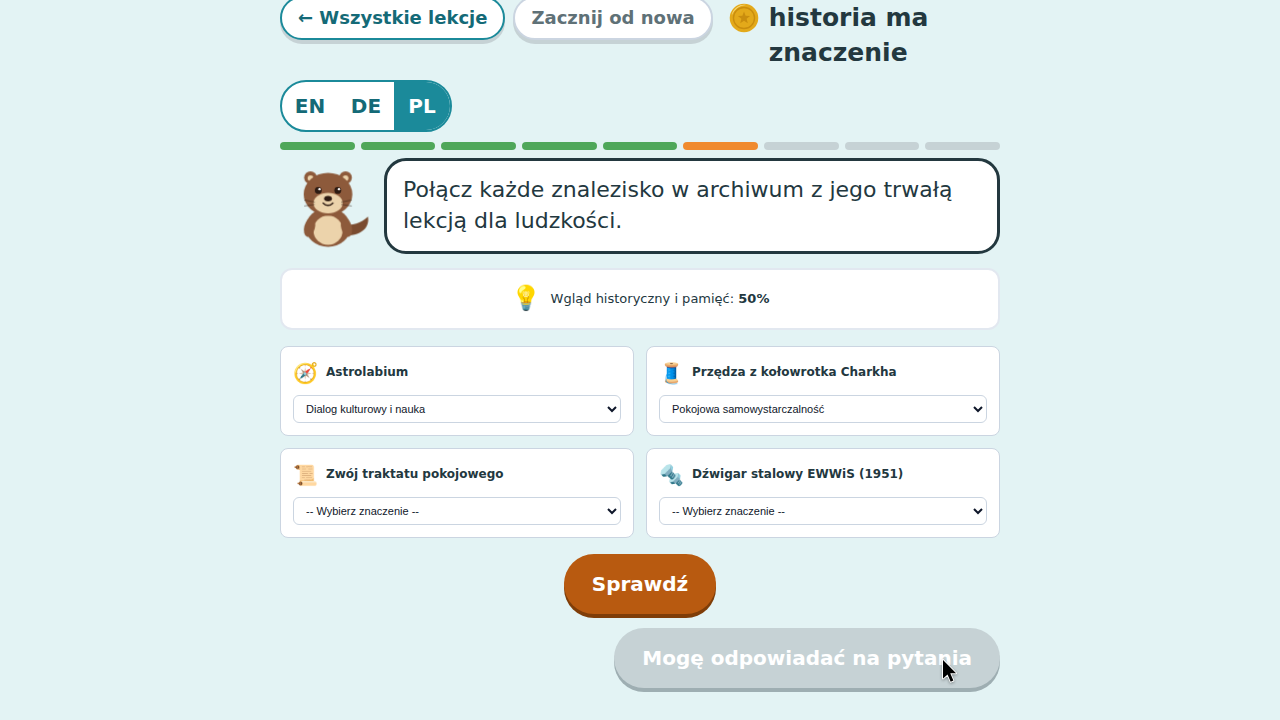 ← Wszystkie lekcje
Zacznij od nowa
historia ma
znaczenie
EN DE PL
Połącz każde znalezisko w archiwum z jego trwałą
lekcją dla ludzkości.
Wgląd historyczny i pamięć: 50%
Astrolabium
Dialog kulturowy i nauka
Przędza z kołowrotka Charkha
Pokojowa samowystarczalność
Zwój traktatu pokojowego
-- Wybierz znaczenie --
Dźwigar stalowy EWWiS (1951)
-- Wybierz znaczenie --
Sprawdź
Mogę odpowiadać na pytania